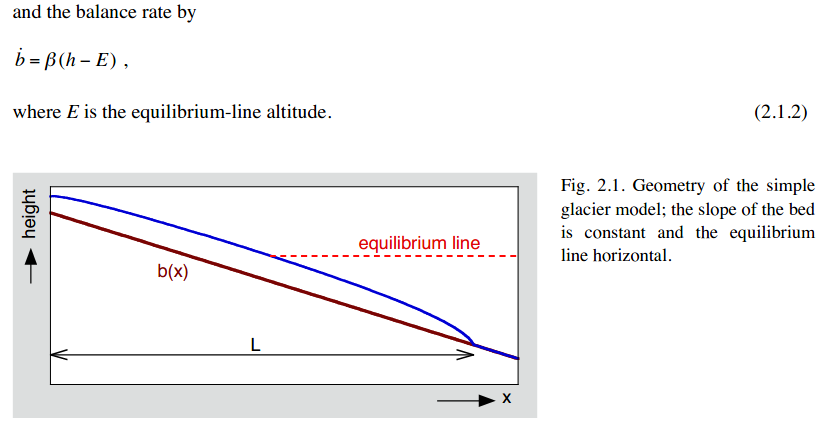 and the balance rate by
ḃ = β(h – E) ,
where E is the equilibrium-line altitude. (2.1.2)
height
equilibrium line
b(x)
L
x
Fig. 2.1. Geometry of the simple
glacier model; the slope of the bed
is constant and the equilibrium
line horizontal.